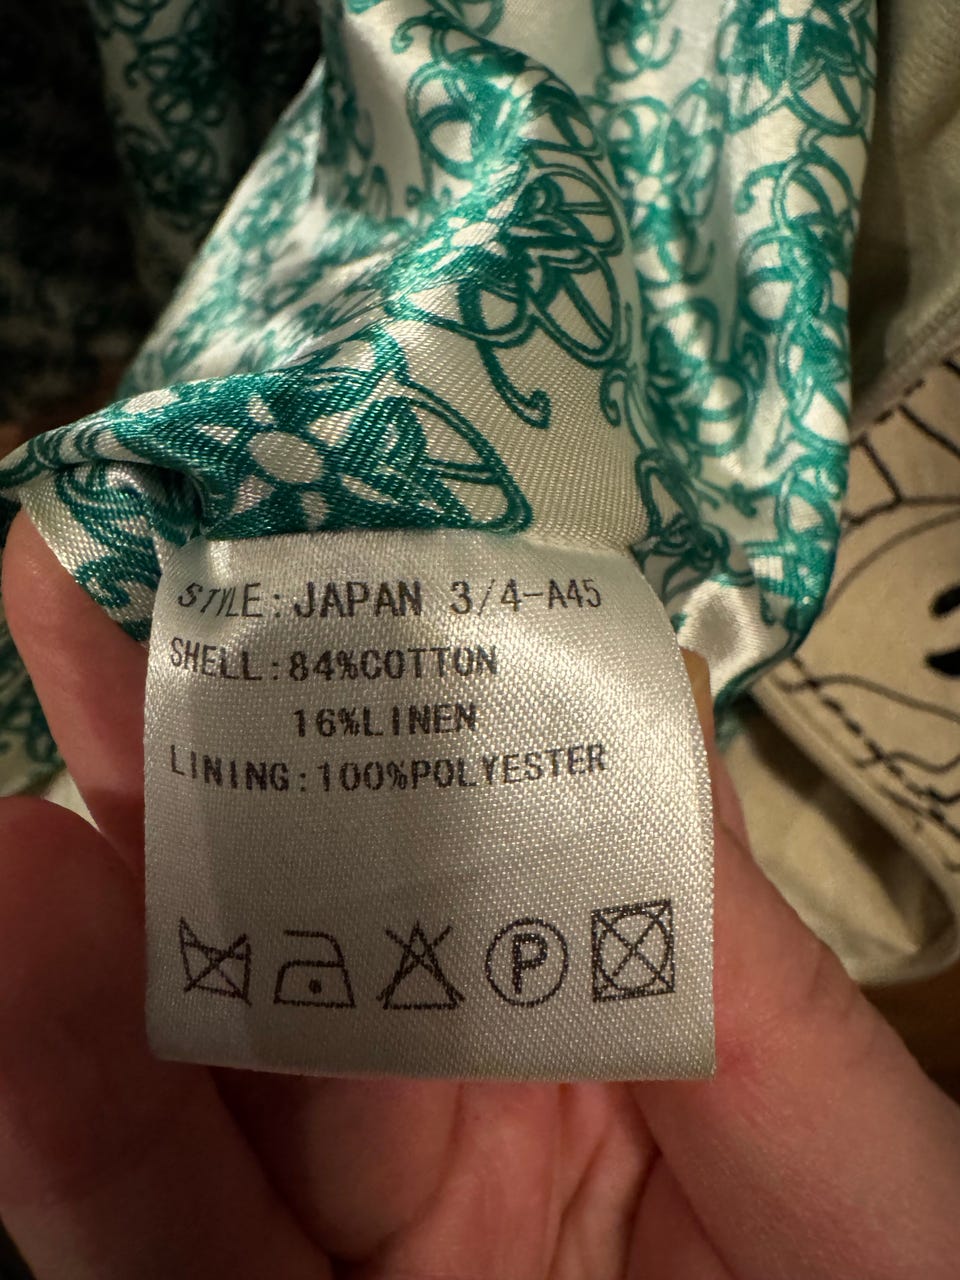 STYLE:JAPAN 3/4-A45
SHELL:84%COTTON
16%LINEN
LINING:100%POLYESTER
P